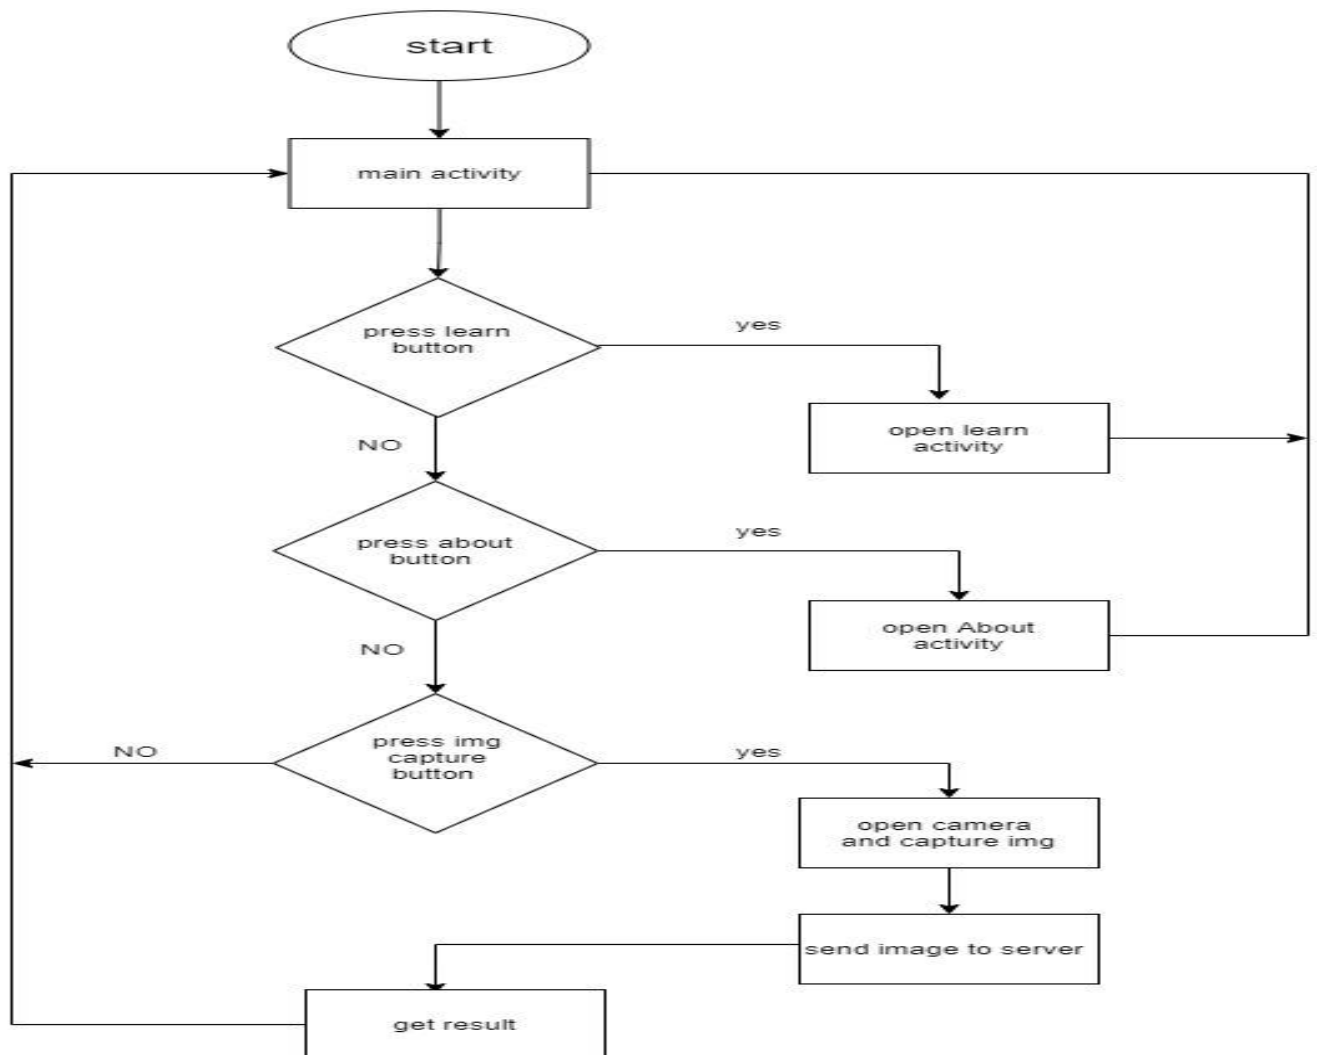 start
main activity
press learn
button
yes
open learn
activity
NO
press about
button
yes
open About
activity
NO
press img
capture
button
NO
yes
open camera
and capture img
send image to server
get result